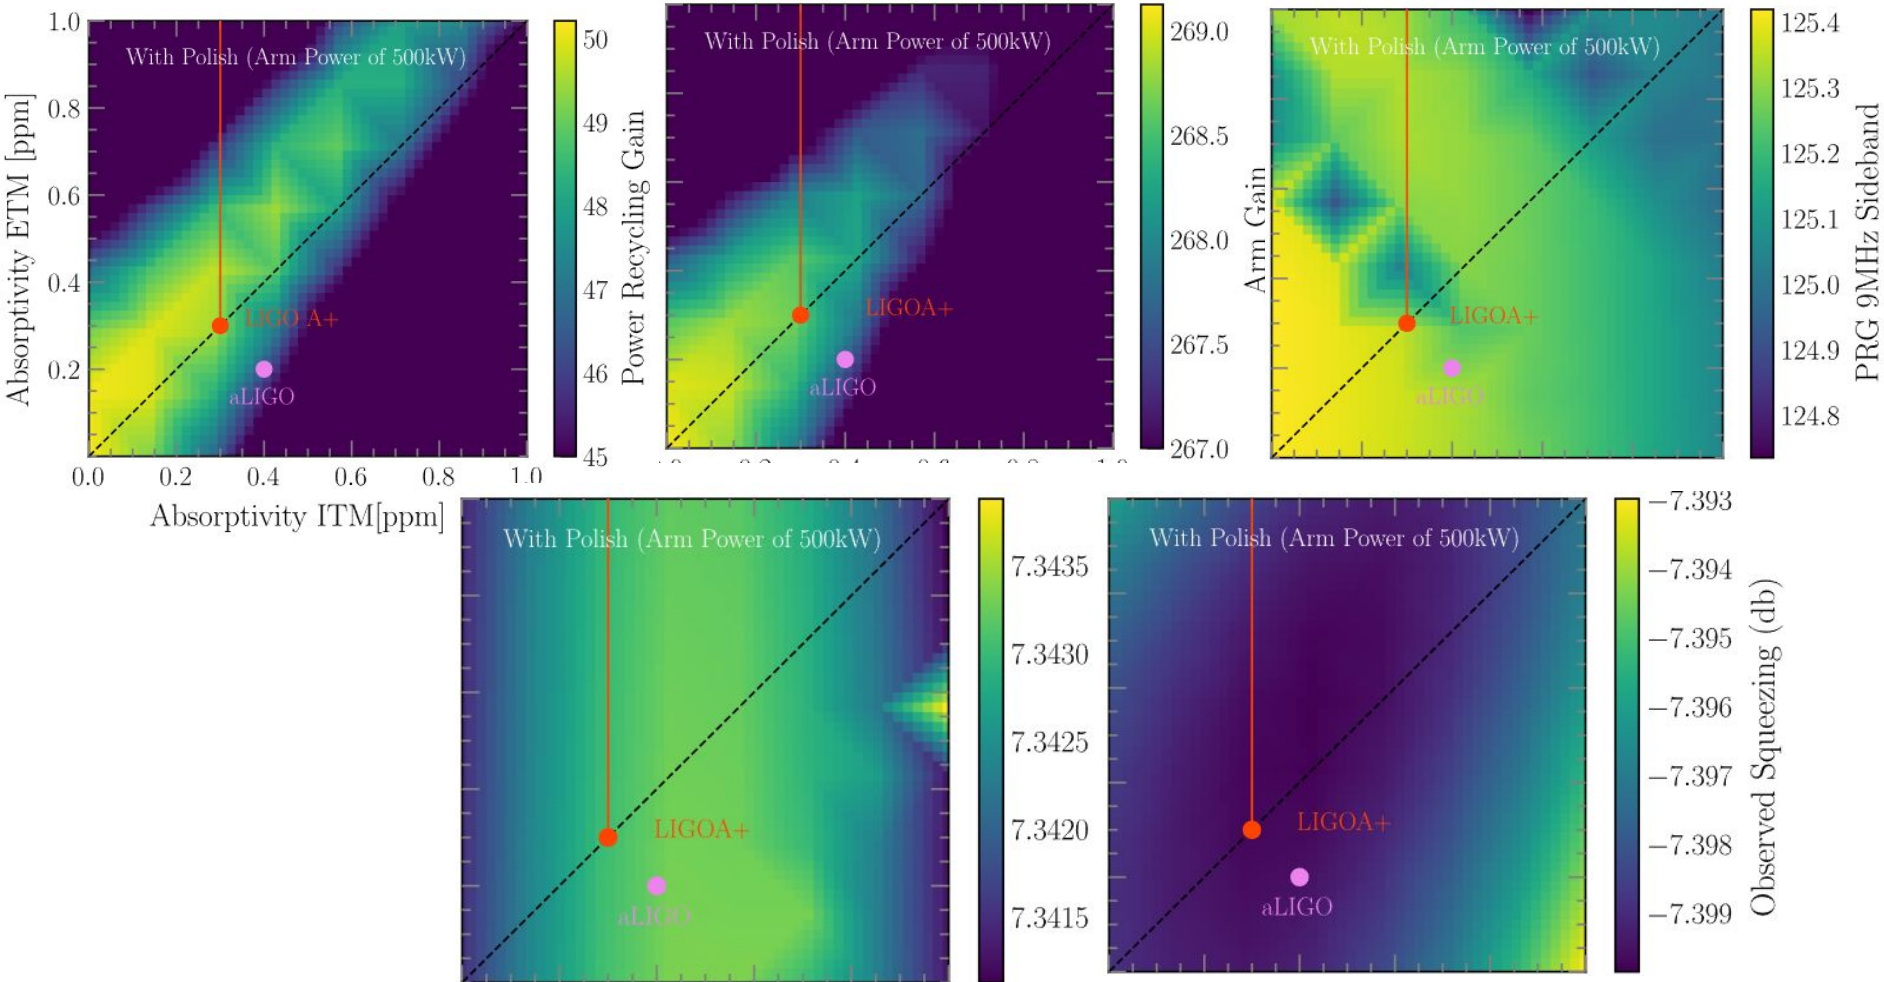 With Polish (Arm Power of 500kW)
LIGO A+
aLIGO
Absorptivity ETM [ppm]
1.0
0.8
0.6
0.4
0.2
0.0 0.2 0.4 0.6 0.8 1.0
Absorptivity ITM[ppm]
50
49
48
47
46
45
Power Recycling Gain
With Polish (Arm Power of 500kW)
LIGOA+
aLIGO
269.0
268.5
268.0
267.5
267.0
Arm Gain
With Polish (Arm Power of 500kW)
LIGOA+
aLIGO
125.4
125.3
125.2
125.1
125.0
124.9
124.8
PRG 9MHz Sideband
With Polish (Arm Power of 500kW)
LIGOA+
aLIGO
7.3435
7.3430
7.3425
7.3420
7.3415
With Polish (Arm Power of 500kW)
LIGOA+
aLIGO
−7.393
−7.394
−7.395
−7.396
−7.397
−7.398
−7.399
Observed Squeezing (db)